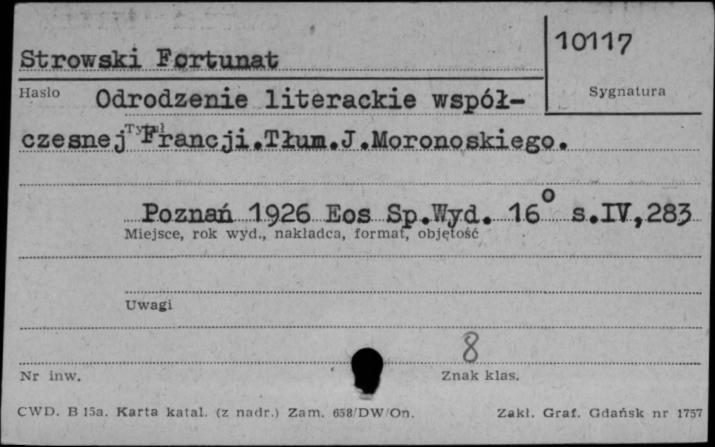 10117
Strowski Fortunat
Hasło
Sygnatura
Odrodzenie literackie współ-
Tytuł
czesnej Francji.Tłum.J.Moronoskiego.
Poznań 1926 Eos Sp.Wyd. 16° s.IV,283
Miejsce, rok wyd., nakładca, format, objętość
Uwagi
8
Nr inw.
Znak klas.
CWD. B 15a. Karta katal. (z nadr.) Zam. 658/DW/On.
Zakł. Graf. Gdańsk nr 1757